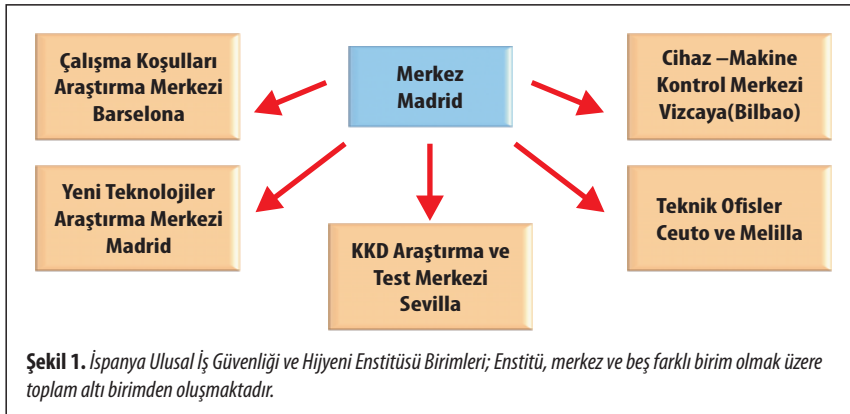 Çalışma Koşulları
Araştırma Merkezi
Barselona
Merkez
Madrid
Cihaz –Makine
Kontrol Merkezi
Vizcaya(Bilbao)
Yeni Teknolojiler
Araştırma Merkezi
Madrid
KKD Araştırma ve
Test Merkezi
Sevilla
Teknik Ofisler
Ceuto ve Melilla
Şekil 1. İspanya Ulusal İş Güvenliği ve Hijyeni Enstitüsü Birimleri; Enstitü, merkez ve beş farklı birim olmak üzere
toplam altı birimden oluşmaktadır.